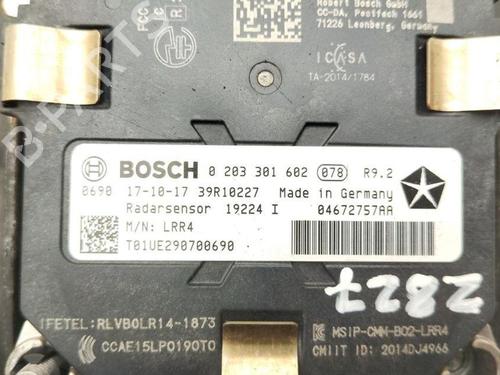 FCC
Robert Bosch GmbH
CC-DA, Postfach 1661
71226 Leonberg, Germany
ICASA
TA-2014/1784
BOSCH 0 203 301 602 078 R9.2
0690 17-10-17 39R10227 Made in Germany
Radarsensor 19224 I 04672757AA
M/N: LRR4
T01UE290700690
Z827
IFETEL: RLVB0LR14-1873
CCAE15LP0190T0
MSIP-CMM-B02-LRR4
CMIIT ID: 2014DJ4966